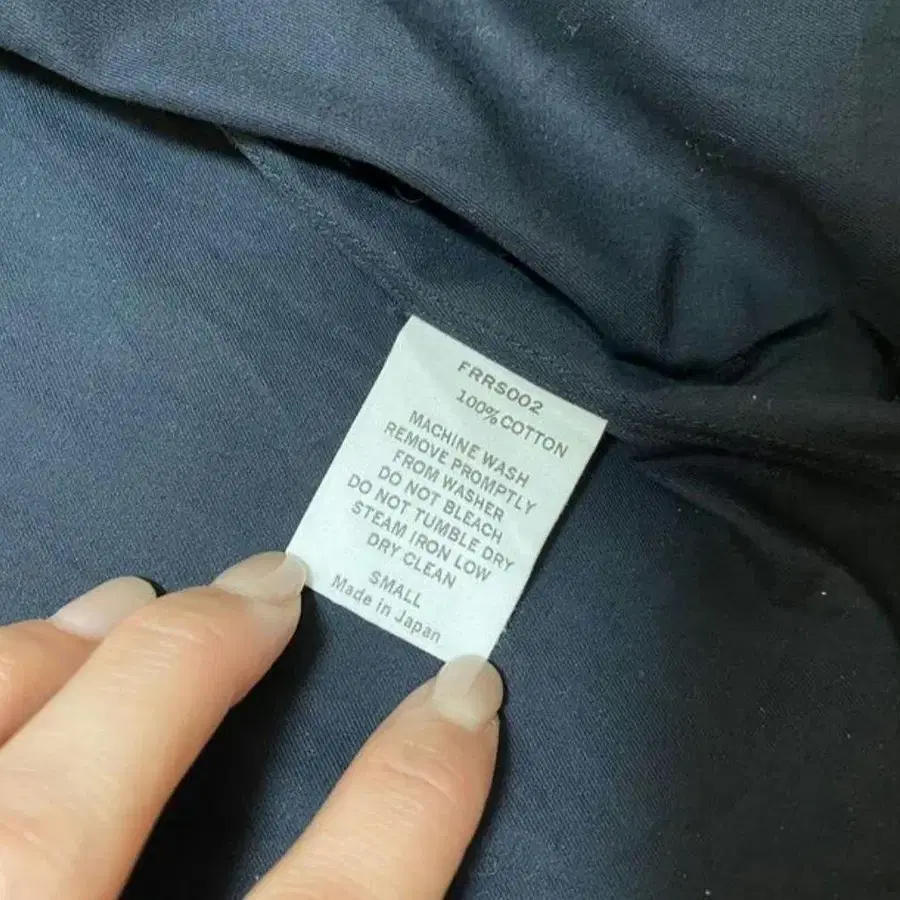 FRRS002
100% COTTON
MACHINE WASH
REMOVE PROMPTLY
FROM WASHER
DO NOT BLEACH
DO NOT TUMBLE DRY
STEAM IRON LOW
DRY CLEAN
SMALL
Made in Japan